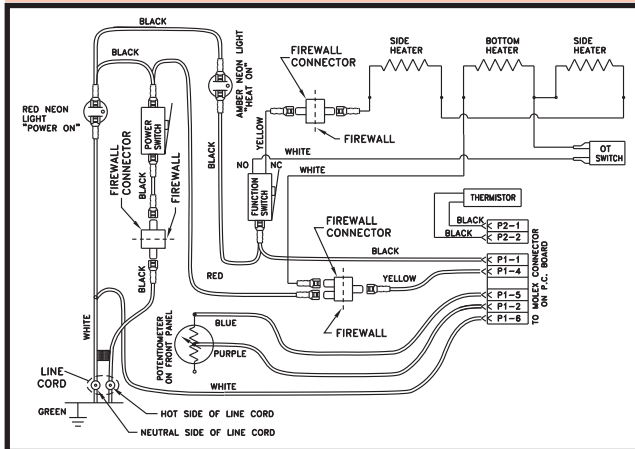 BLACK
BLACK
RED NEON
LIGHT
"POWER ON"
POWER
SWITCH
AMBER NEON LIGHT
"HEAT ON"
FIREWALL
CONNECTOR
SIDE
HEATER
BOTTOM
HEATER
SIDE
HEATER
FIREWALL
YELLOW
WHITE
WHITE
OT
SWITCH
NO
NC
FIREWALL
CONNECTOR
FIREWALL
BLACK
BLACK
FUNCTION
SWITCH
THERMISTOR
BLACK
BLACK
P2-1
P2-2
FIREWALL
CONNECTOR
BLACK
P1-1
P1-4
P1-5
P1-2
P1-6
TO MOLEX CONNECTOR
ON P.C. BOARD
BLACK
RED
YELLOW
FIREWALL
WHITE
POTENTIOMETER
ON FRONT PANEL
BLUE
PURPLE
WHITE
LINE
CORD
GREEN
HOT SIDE OF LINE CORD
NEUTRAL SIDE OF LINE CORD